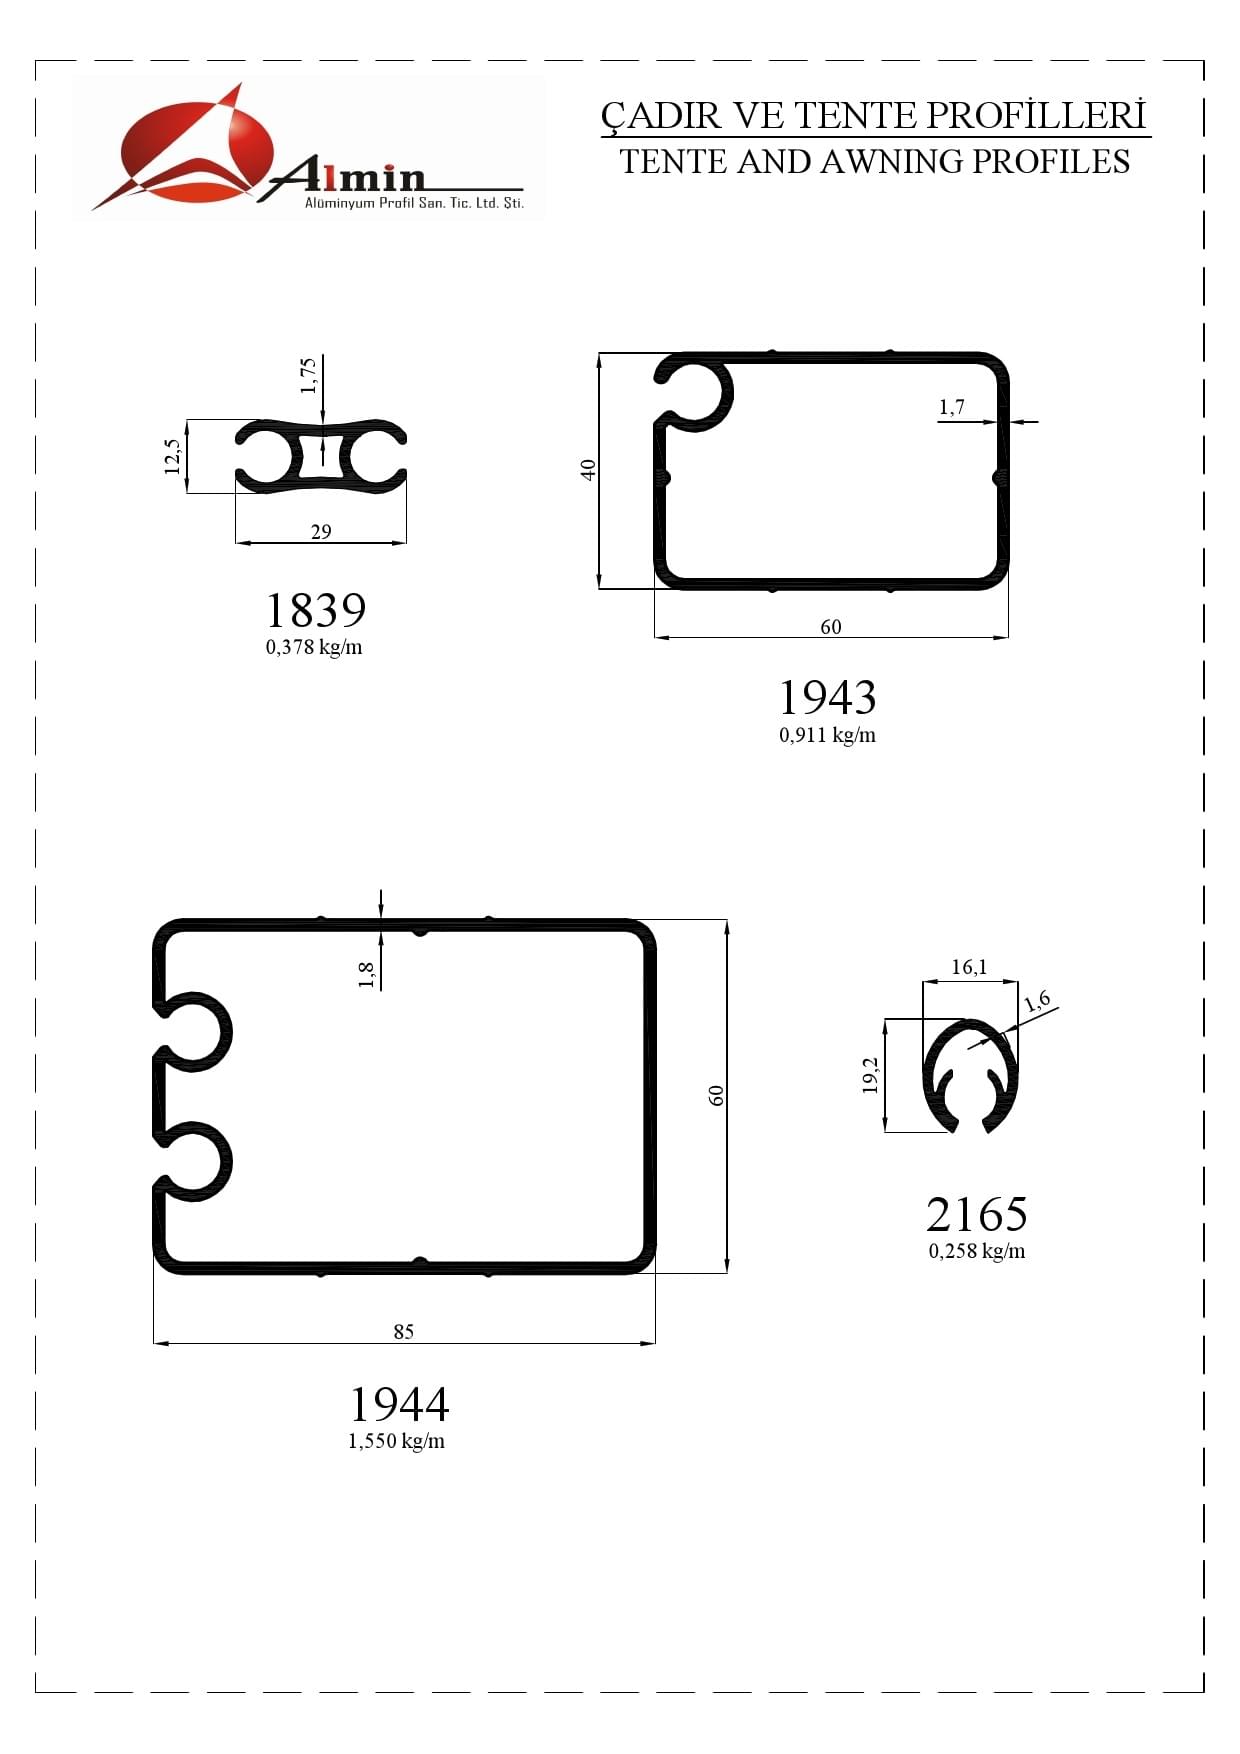 Almin
Alüminyum Profil San. Tic. Ltd. Şti.
ÇADIR VE TENTE PROFİLLERİ
TENTE AND AWNING PROFILES
1,75
12,5
29
1839
0,378 kg/m
1,7
40
60
1943
0,911 kg/m
1,8
60
85
1944
1,550 kg/m
16,1
1,6
19,2
2165
0,258 kg/m